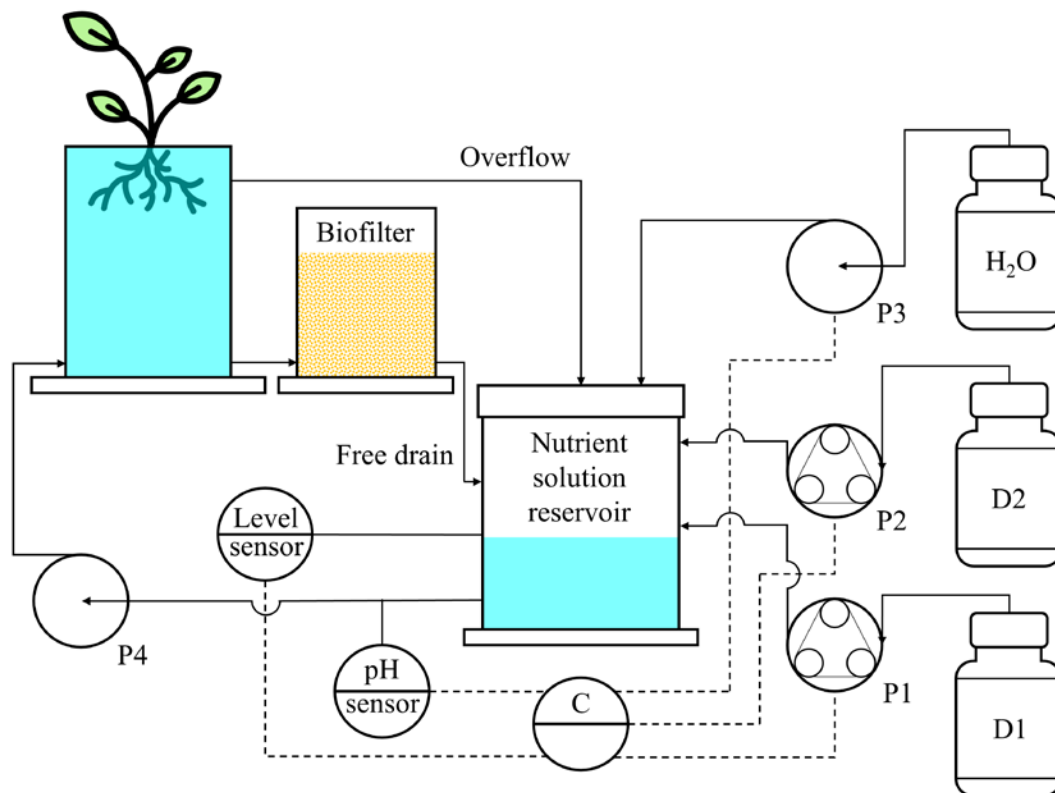 Overflow
Biofilter
H₂O
P3
Free drain
Nutrient
solution
reservoir
Level
sensor
P2
D2
P4
pH
sensor
C
P1
D1